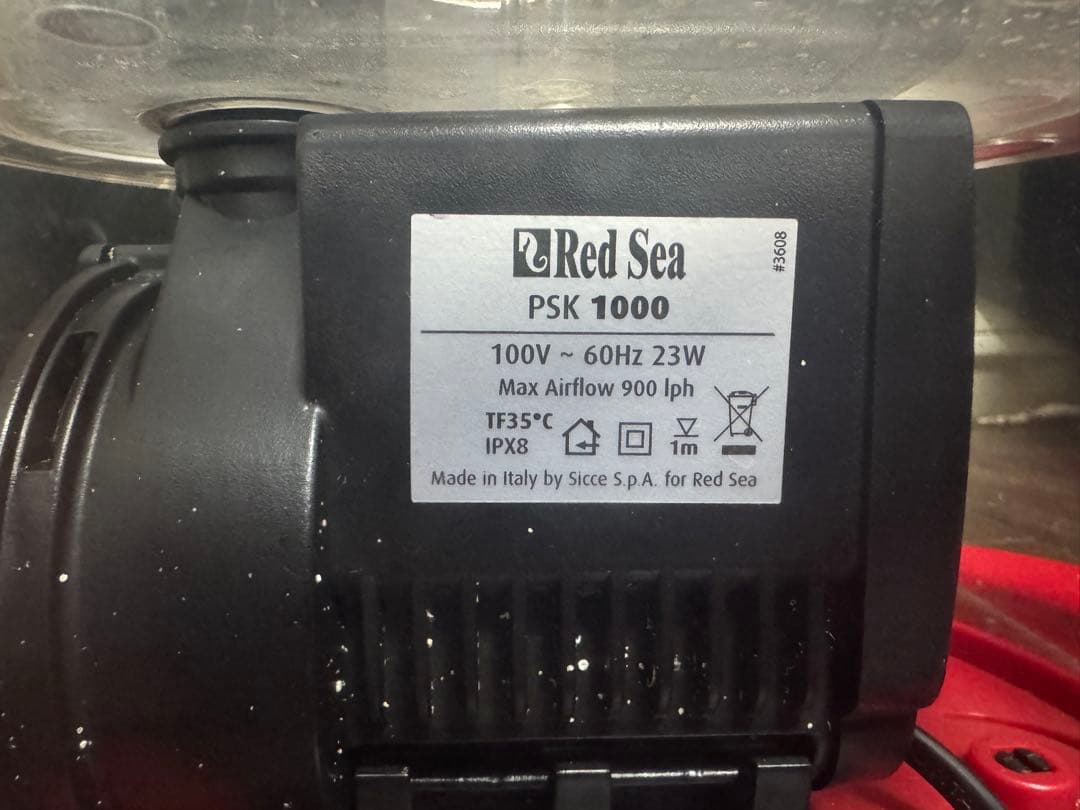 Red Sea
#3608
PSK 1000
100V ~ 60Hz 23W
Max Airflow 900 lph
TF35°C
IPX8
1m
Made in Italy by Sicce S.p.A. for Red Sea